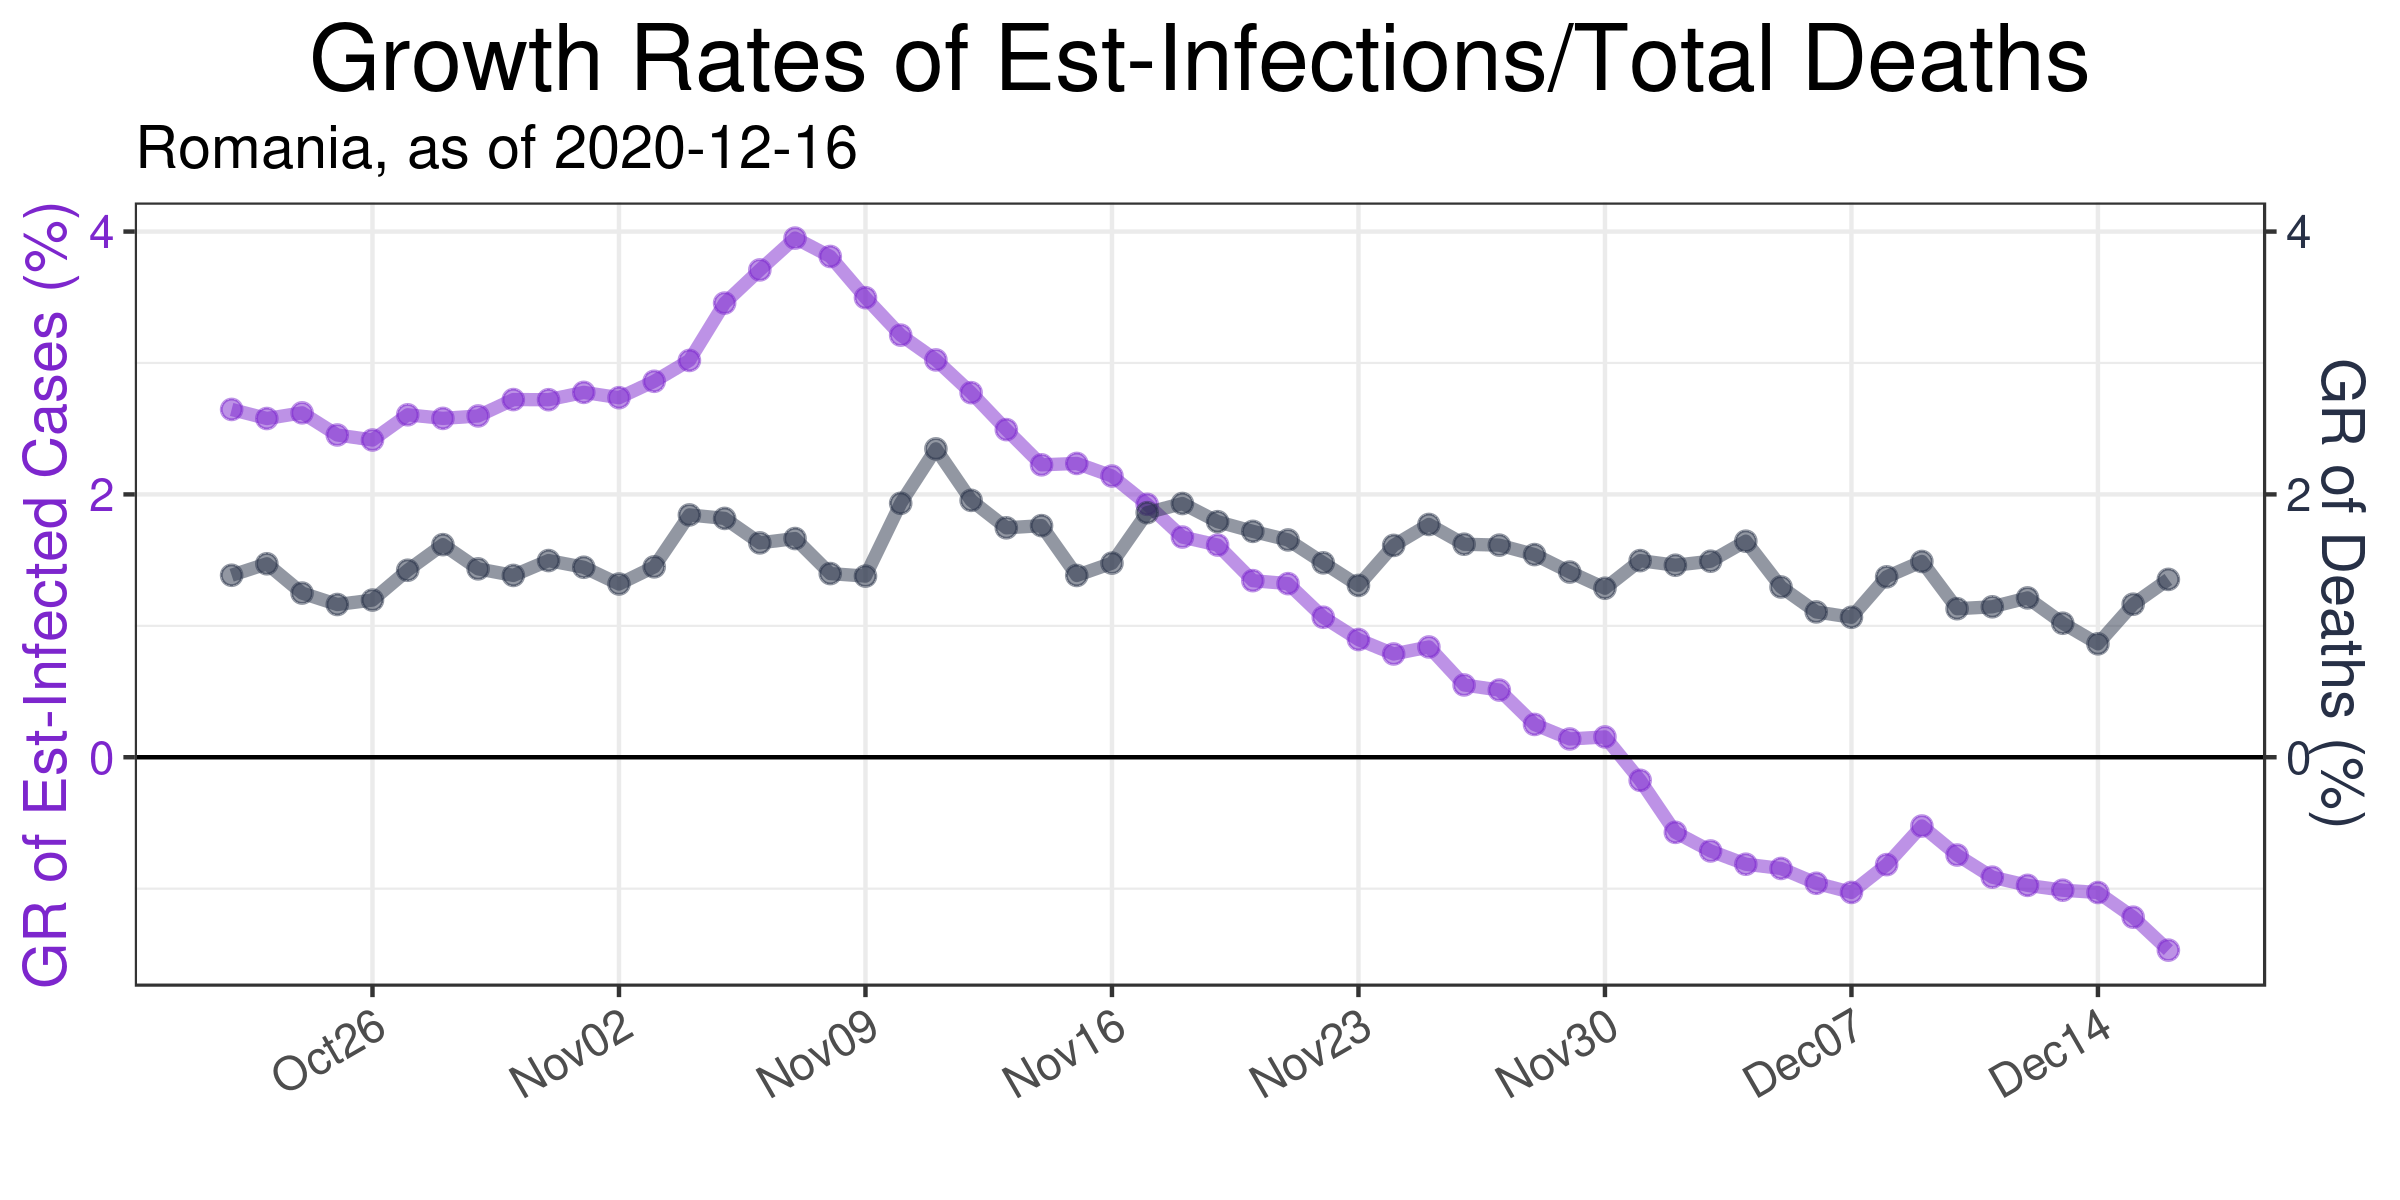 Growth Rates of Est-Infections/Total Deaths
Romania, as of 2020-12-16
GR of Est-Infected Cases (%)
4
2
0
4
2
0
GR of Deaths (%)
Oct26
Nov02
Nov09
Nov16
Nov23
Nov30
Dec07
Dec14